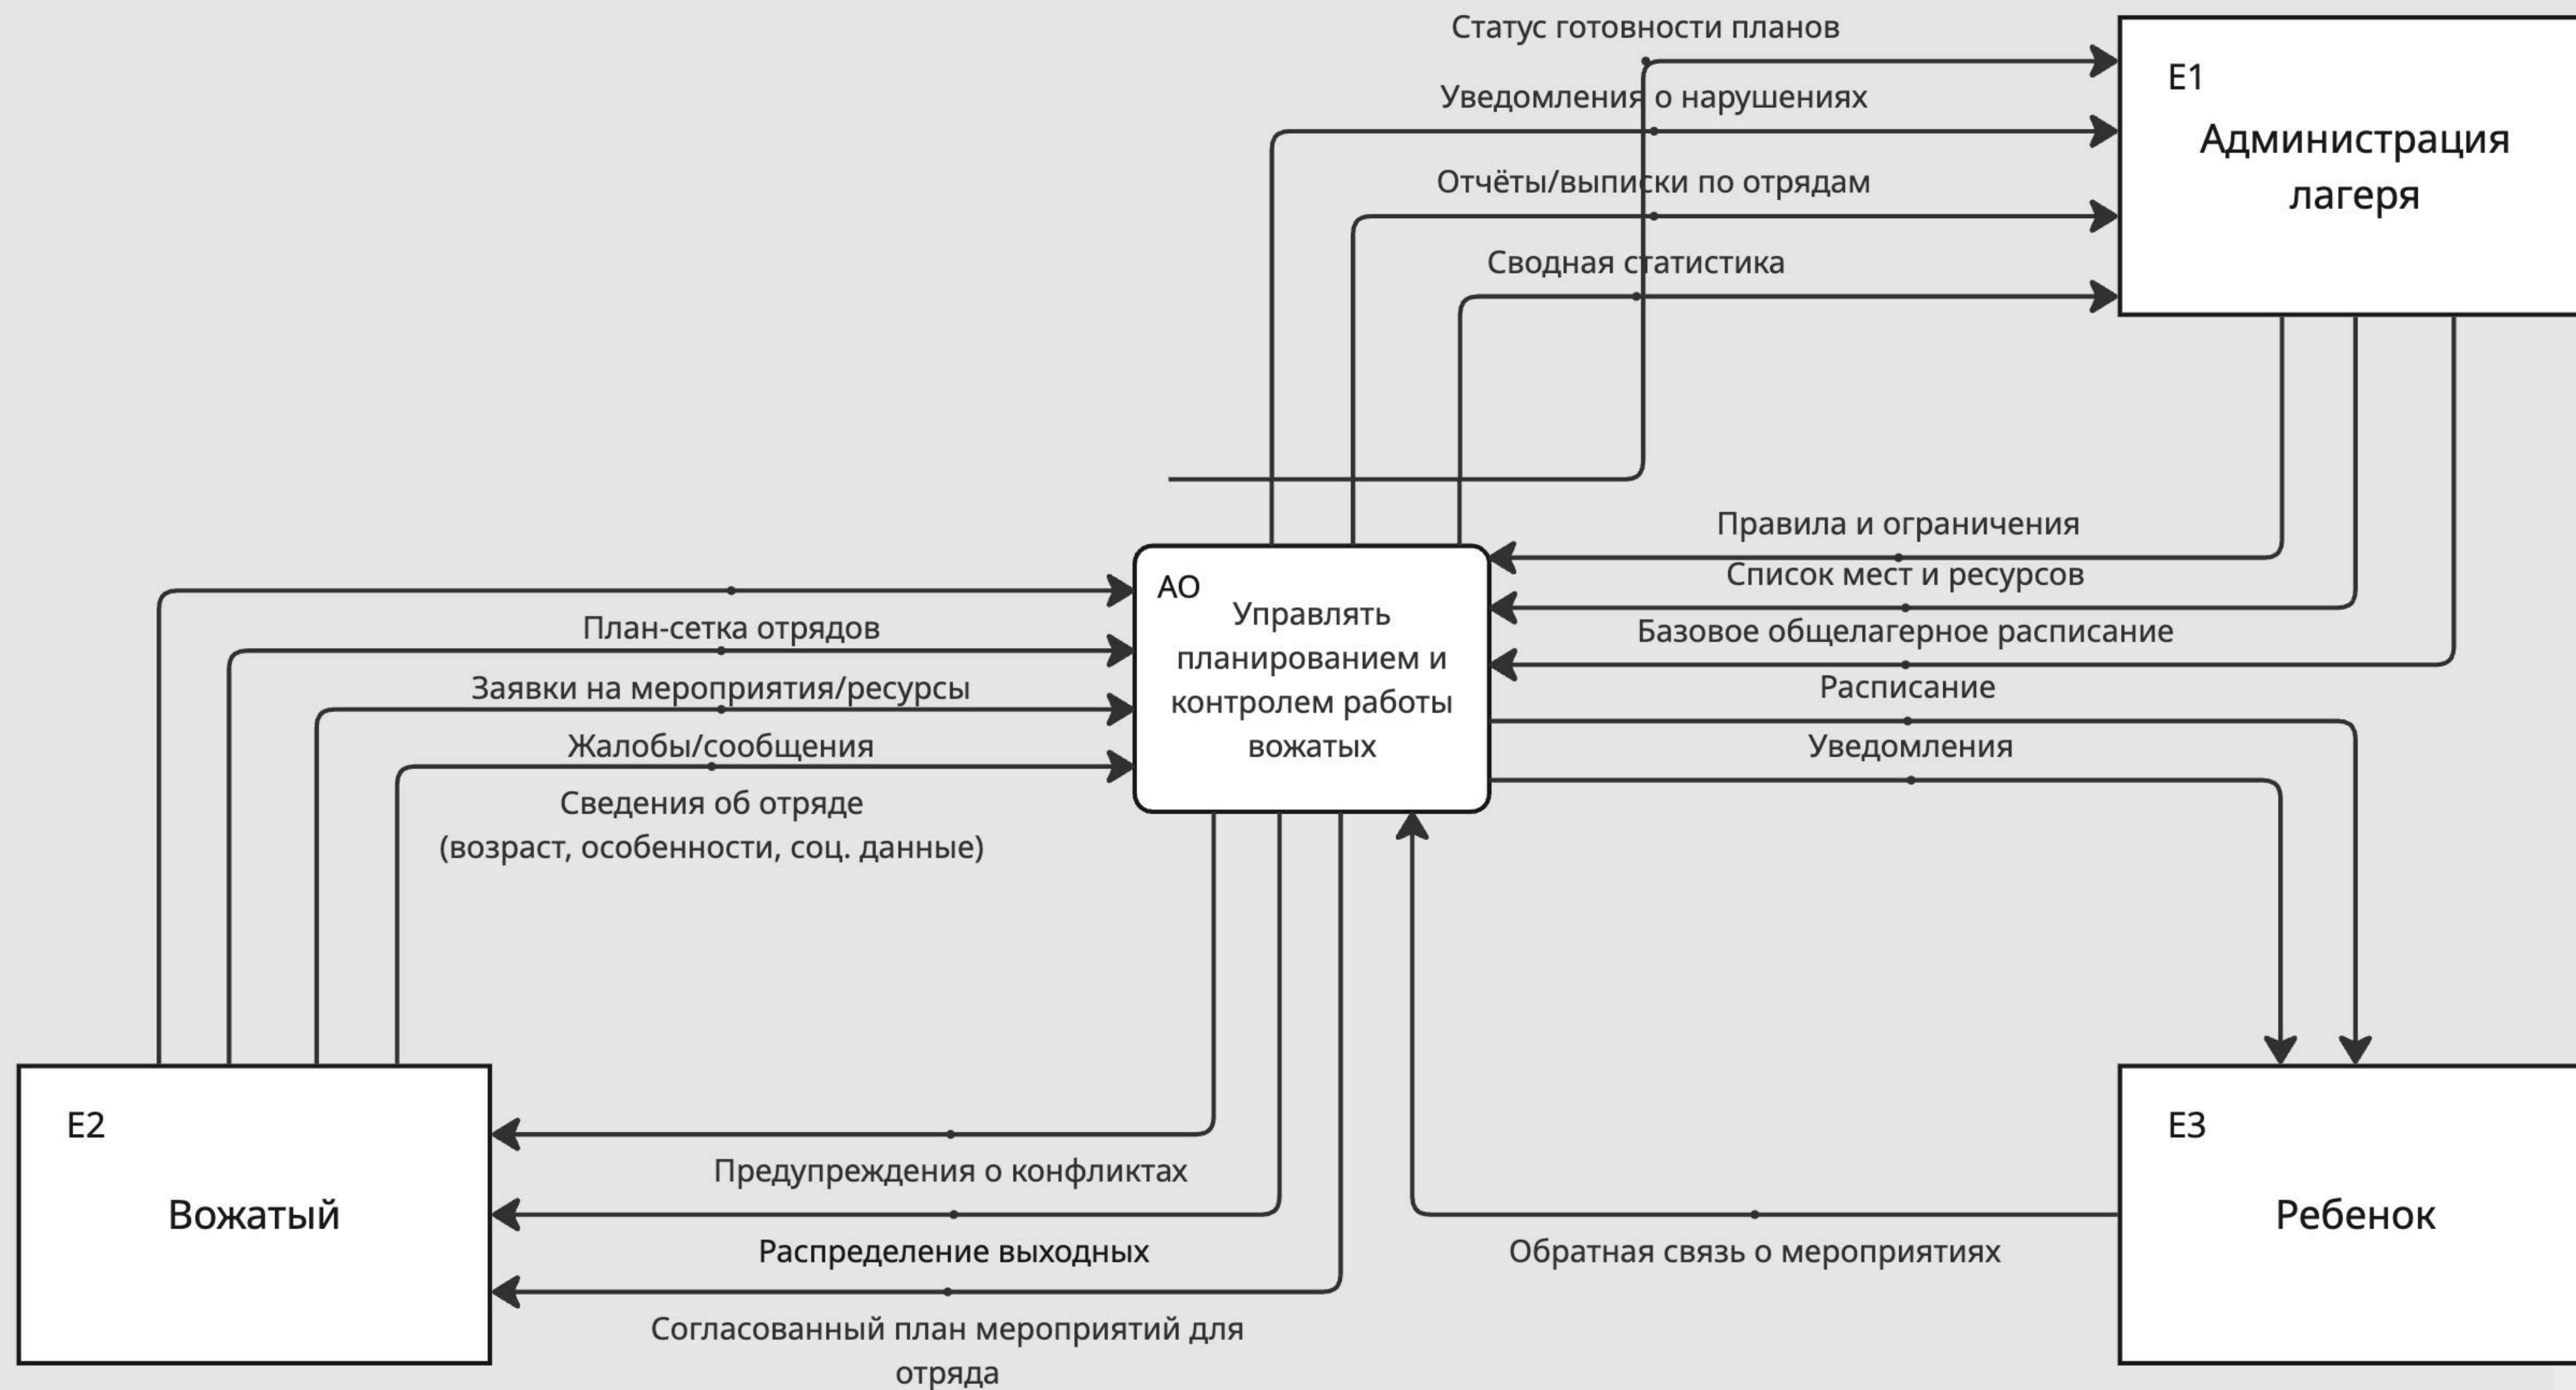 Статус готовности планов
Уведомления о нарушениях
Отчёты/выписки по отрядам
Сводная статистика
E1
Администрация
лагеря
Правила и ограничения
Список мест и ресурсов
Базовое общелагерное расписание
Расписание
Уведомления
АО
Управлять
планированием и
контролем работы
вожатых
План-сетка отрядов
Заявки на мероприятия/ресурсы
Жалобы/сообщения
Сведения об отряде
(возраст, особенности, соц. данные)
E2
Вожатый
Предупреждения о конфликтах
Распределение выходных
Согласованный план мероприятий для
отряда
Обратная связь о мероприятиях
E3
Ребенок